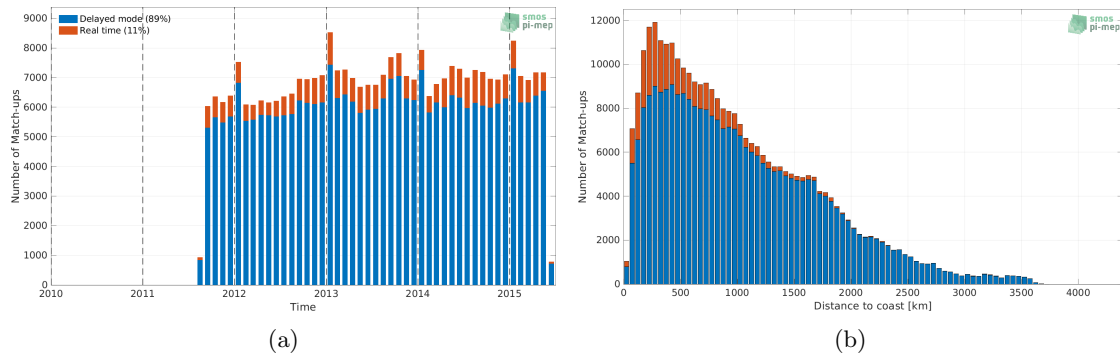 Delayed mode (89%)
Real time (11%)
smos
pi-mep
9000
8000
7000
6000
5000
4000
3000
2000
1000
0
Number of Match-ups
2010 2011 2012 2013 2014 2015
Time
(a)
smos
pi-mep
12000
10000
8000
6000
4000
2000
0
Number of Match-ups
0 500 1000 1500 2000 2500 3000 3500 4000
Distance to coast [km]
(b)